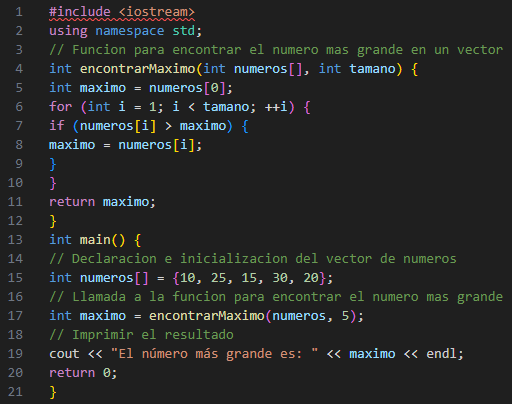 1 #include <iostream>
2 using namespace std;
3 // Funcion para encontrar el numero mas grande en un vector
4 int encontrarMaximo(int numeros[], int tamano) {
5 int maximo = numeros[0];
6 for (int i = 1; i < tamano; ++i) {
7 if (numeros[i] > maximo) {
8 maximo = numeros[i];
9 }
10 }
11 return maximo;
12 }
13 int main() {
14 // Declaracion e inicializacion del vector de numeros
15 int numeros[] = {10, 25, 15, 30, 20};
16 // Llamada a la funcion para encontrar el numero mas grande
17 int maximo = encontrarMaximo(numeros, 5);
18 // Imprimir el resultado
19 cout << "El número más grande es: " << maximo << endl;
20 return 0;
21 }